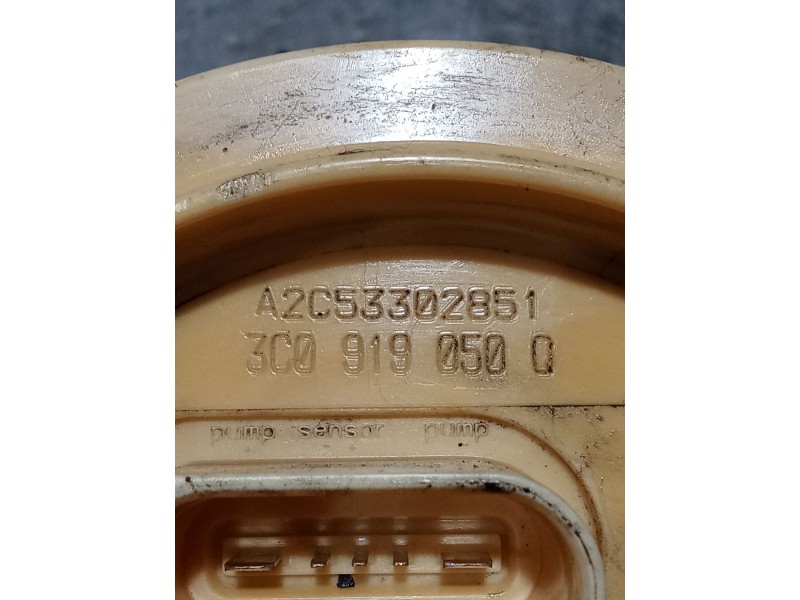 A2C53302851
3C0 919 050 Q
pump sensor pump